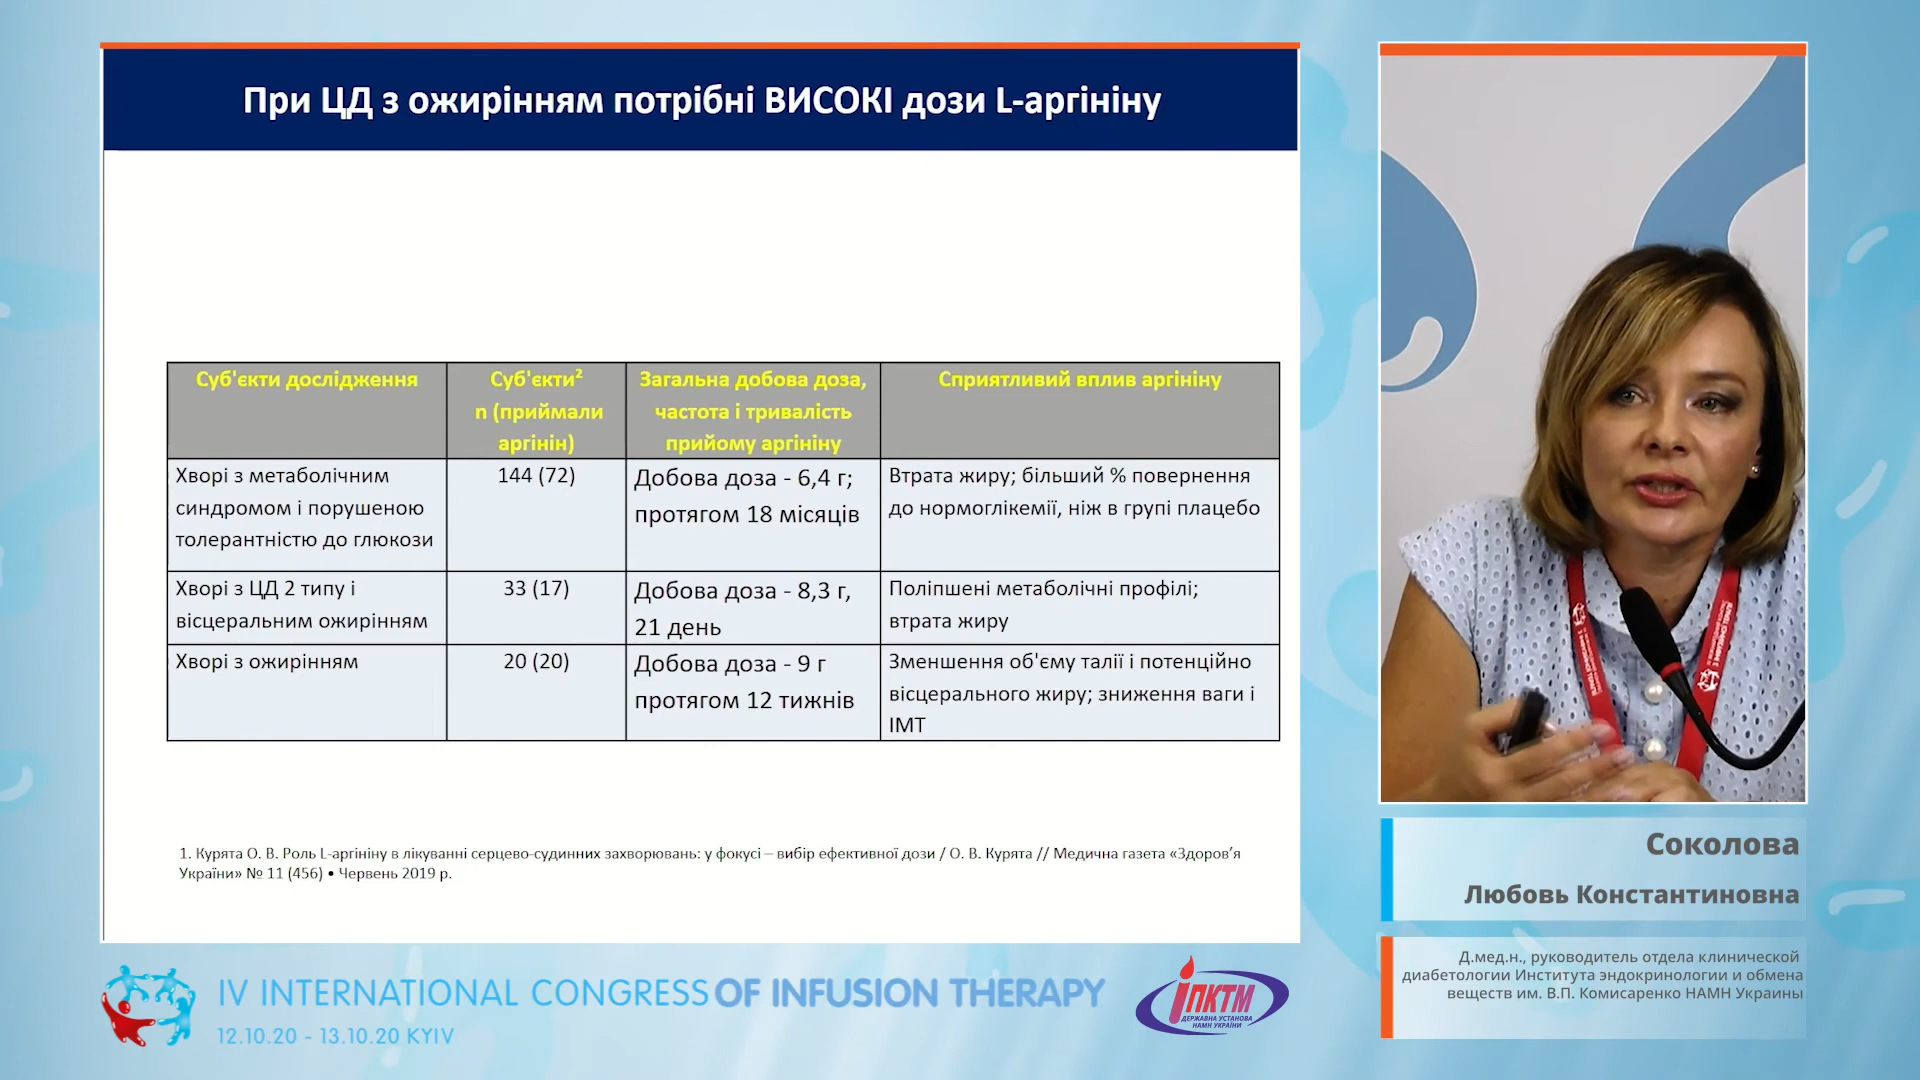 При ЦД з ожирінням потрібні ВИСОКІ дози L-аргініну
Суб'єкти дослідження
Суб'єкти²
n (приймали
аргінін)
Загальна добова доза,
частота і тривалість
прийому аргініну
Сприятливий вплив аргініну
Хворі з метаболічним
синдромом і порушеною
толерантністю до глюкози
144 (72)
Добова доза - 6,4 г;
протягом 18 місяців
Втрата жиру; більший % повернення
до нормоглікемії, ніж в групі плацебо
Хворі з ЦД 2 типу і
вісцеральним ожирінням
33 (17)
Добова доза - 8,3 г,
21 день
Поліпшені метаболічні профілі;
втрата жиру
Хворі з ожирінням
20 (20)
Добова доза - 9 г
протягом 12 тижнів
Зменшення об'єму талії і потенційно
вісцерального жиру; зниження ваги і
ІМТ
1. Курята О. В. Роль L-аргініну в лікуванні серцево-судинних захворювань: у фокусі – вибір ефективної дози / О. В. Курята // Медична газета «Здоров’я
України» № 11 (456) • Червень 2019 р.
IV INTERNATIONAL CONGRESS OF INFUSION THERAPY
12.10.20 - 13.10.20 KYIV
ІПКТМ
ДЕРЖАВНА УСТАНОВА
НАМН УКРАЇНИ
Соколова
Любовь Константиновна
Д.мед.н., руководитель отдела клинической
диабетологии Института эндокринологии и обмена
веществ им. В.П. Комисаренко НАМН Украины